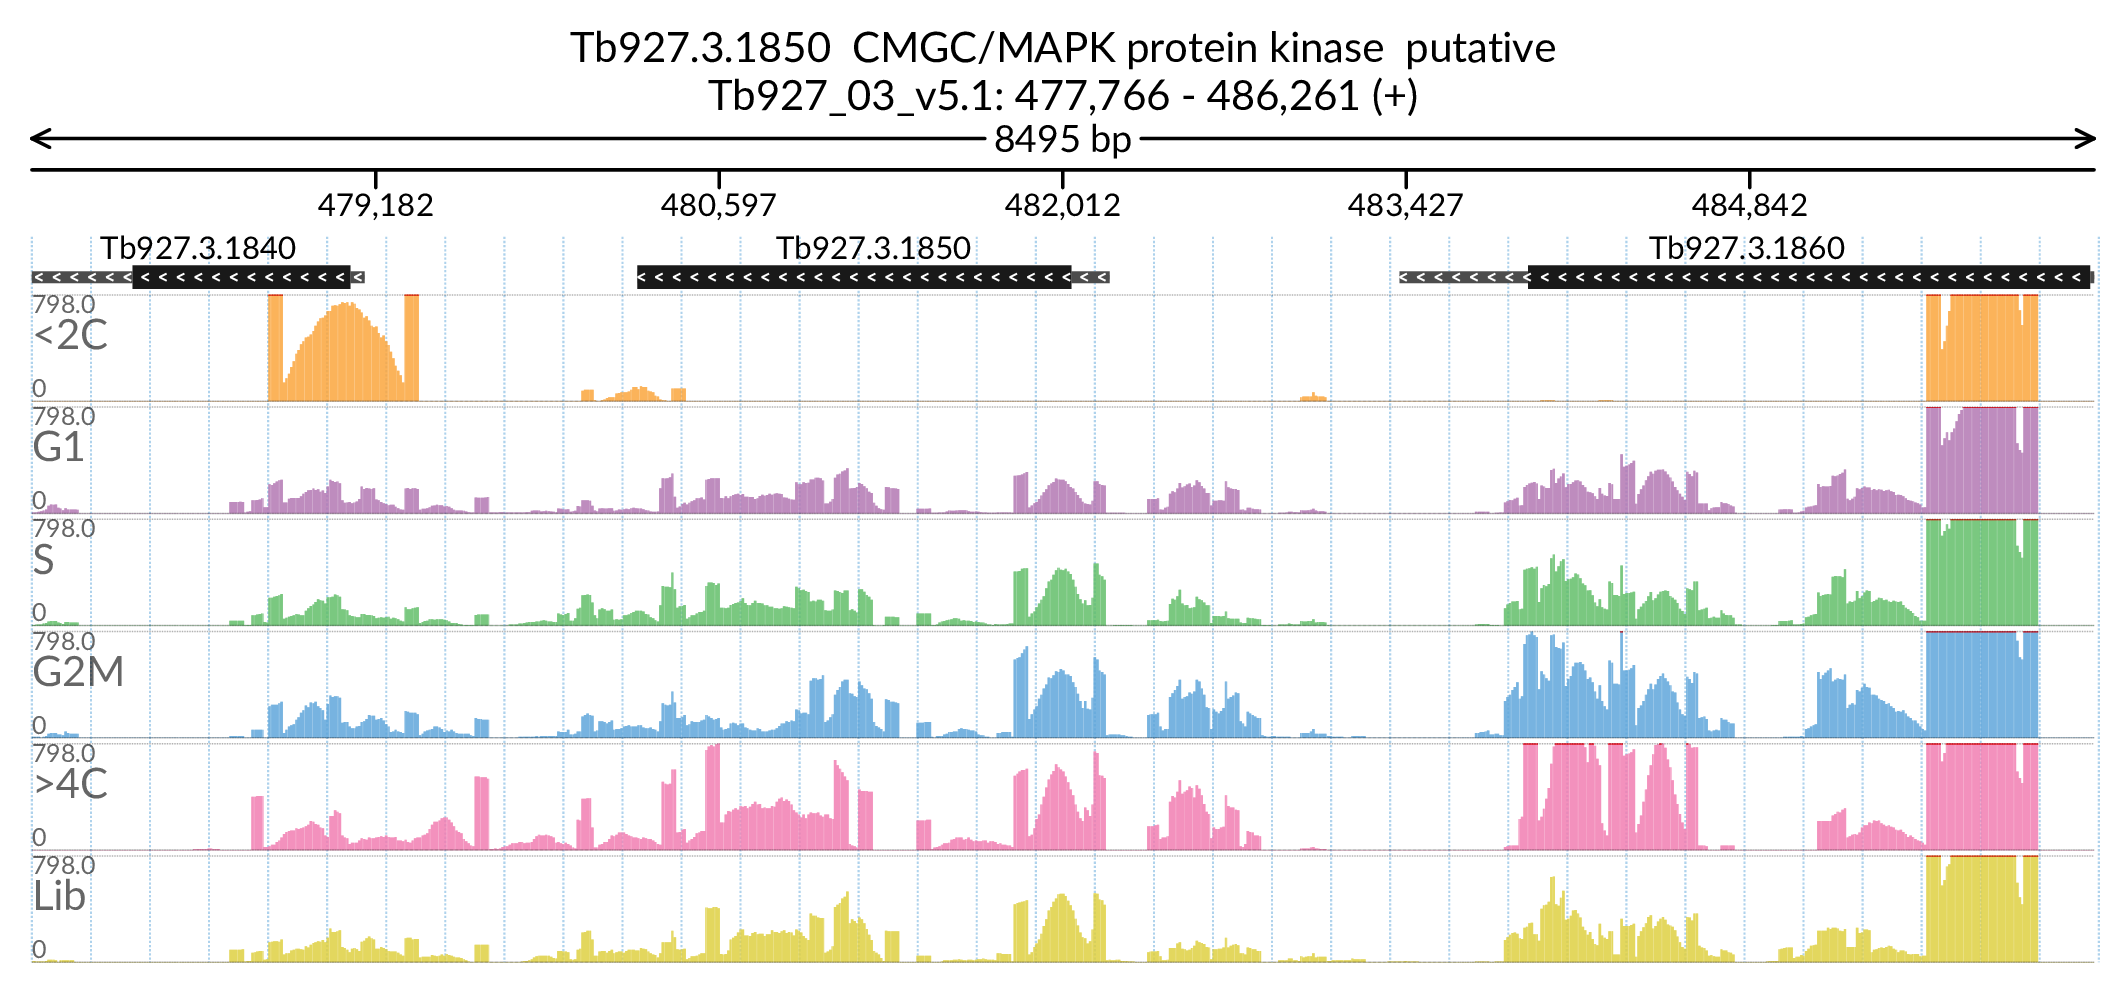 Tb927.3.1850  CMGC/MAPK protein kinase  putative
Tb927_03_v5.1: 477,766 - 486,261 (+)
8495 bp
479,182 480,597 482,012 483,427 484,842
Tb927.3.1840 Tb927.3.1850 Tb927.3.1860
798.0
<2C
0
798.0
G1
0
798.0
S
0
798.0
G2M
0
798.0
>4C
0
798.0
Lib
0